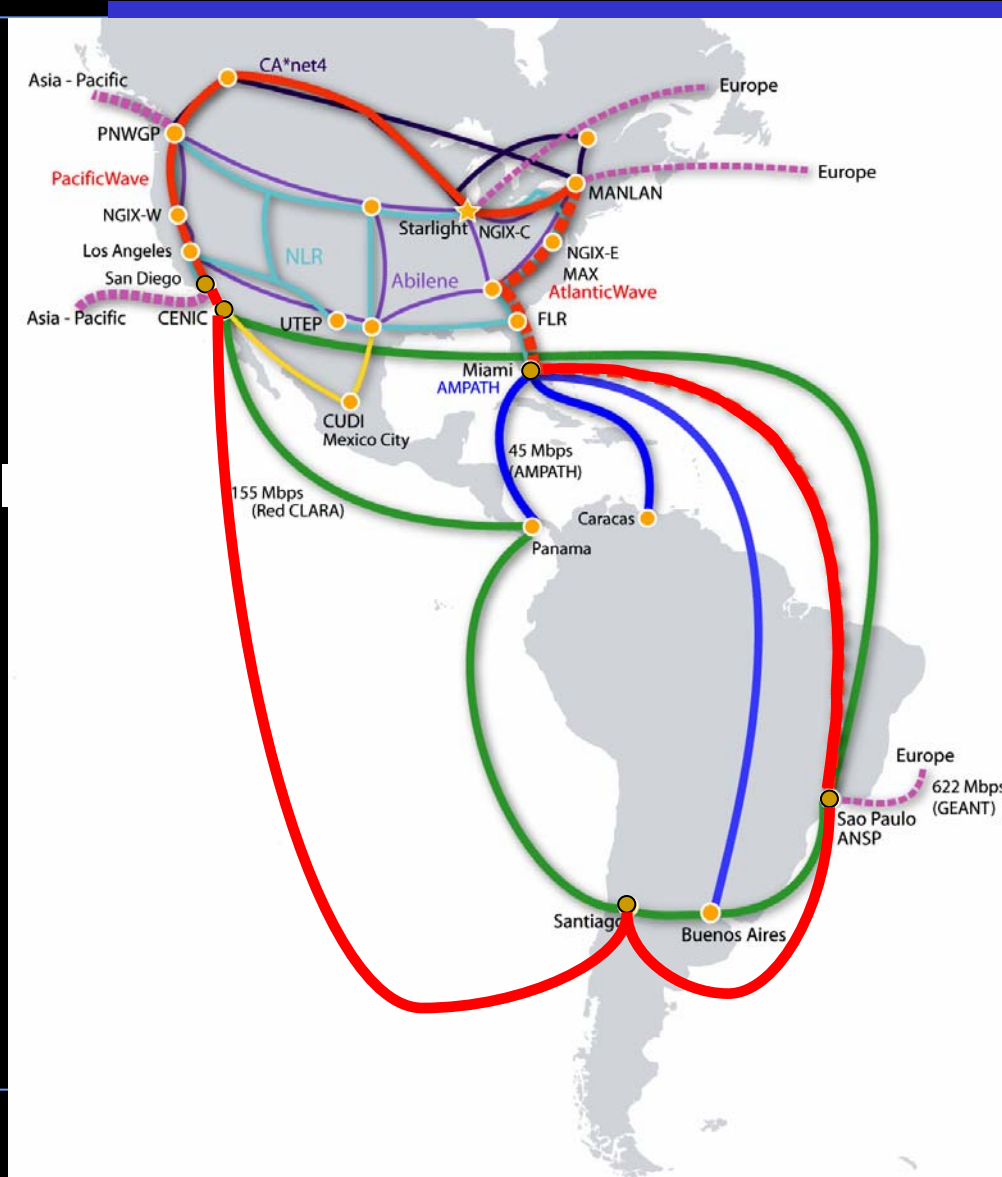 CA*net4
Asia - Pacific
Europe
PNWGP
Europe
PacificWave
MANLAN
NGIX-W
Starlight
NGIX-C
Los Angeles
NLR
NGIX-E
MAX
San Diego
Abilene
AtlanticWave
Asia - Pacific
CENIC
UTEP
FLR
Miami
AMPATH
CUDI
Mexico City
45 Mbps
(AMPATH)
155 Mbps
(Red CLARA)
Caracas
Panama
Europe
622 Mbps
(GEANT)
Sao Paulo
ANSP
Santiago
Buenos Aires